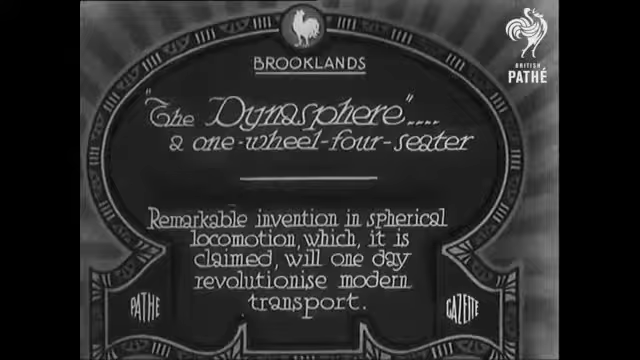 BROOKLANDS
"The Dynasphere"....
a one-wheel-four-seater
Remarkable invention in spherical
locomotion, which, it is
claimed, will one day
revolutionise modern
transport.
PATHE
GAZETTE
BRITISH
PATHÉ